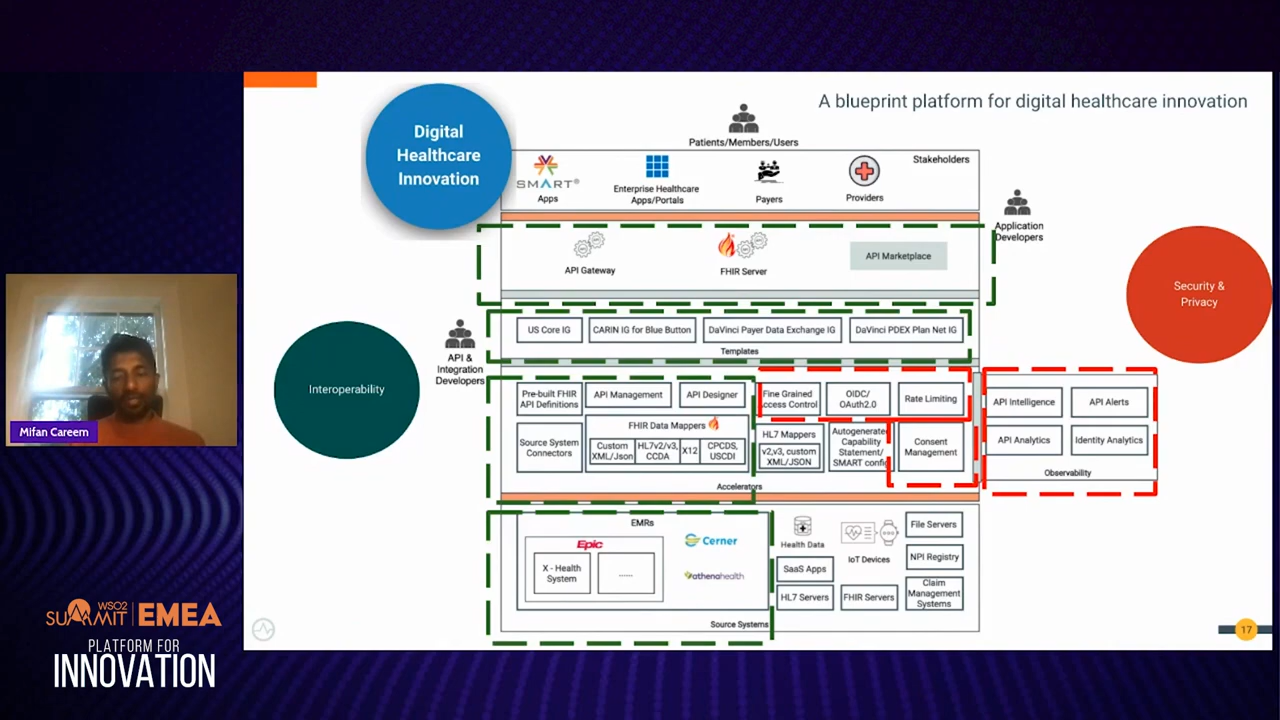 A blueprint platform for digital healthcare innovation
Digital
Healthcare
Innovation
Patients/Members/Users
Stakeholders
SMART®
Apps
Enterprise Healthcare
Apps/Portals
Payers
Providers
Application
Developers
API Gateway
FHIR Server
API Marketplace
Security &
Privacy
Interoperability
API &
Integration
Developers
US Core IG
CARIN IG for Blue Button
DaVinci Payer Data Exchange IG
DaVinci PDEX Plan Net IG
Templates
Pre-built FHIR
API Definitions
API Management
API Designer
Fine Grained
Access Control
OIDC/
OAuth2.0
Rate Limiting
API Intelligence
API Alerts
Source System
Connectors
FHIR Data Mappers
Custom
XML/Json
HL7v2/v3,
CCDA
X12
CPCDS,
USCDI
HL7 Mappers
v2,v3, custom
XML/JSON
Autogenerated
Capability
Statement/
SMART config
Consent
Management
API Analytics
Identity Analytics
Observability
Accelerators
EMRs
Epic
X - Health
System
......
Cerner
athenahealth
Health Data
IoT Devices
File Servers
SaaS Apps
NPI Registry
HL7 Servers
FHIR Servers
Claim
Management
Systems
Source Systems
17
Mifan Careem
WSO2
SUMMIT EMEA
PLATFORM FOR
INNOVATION